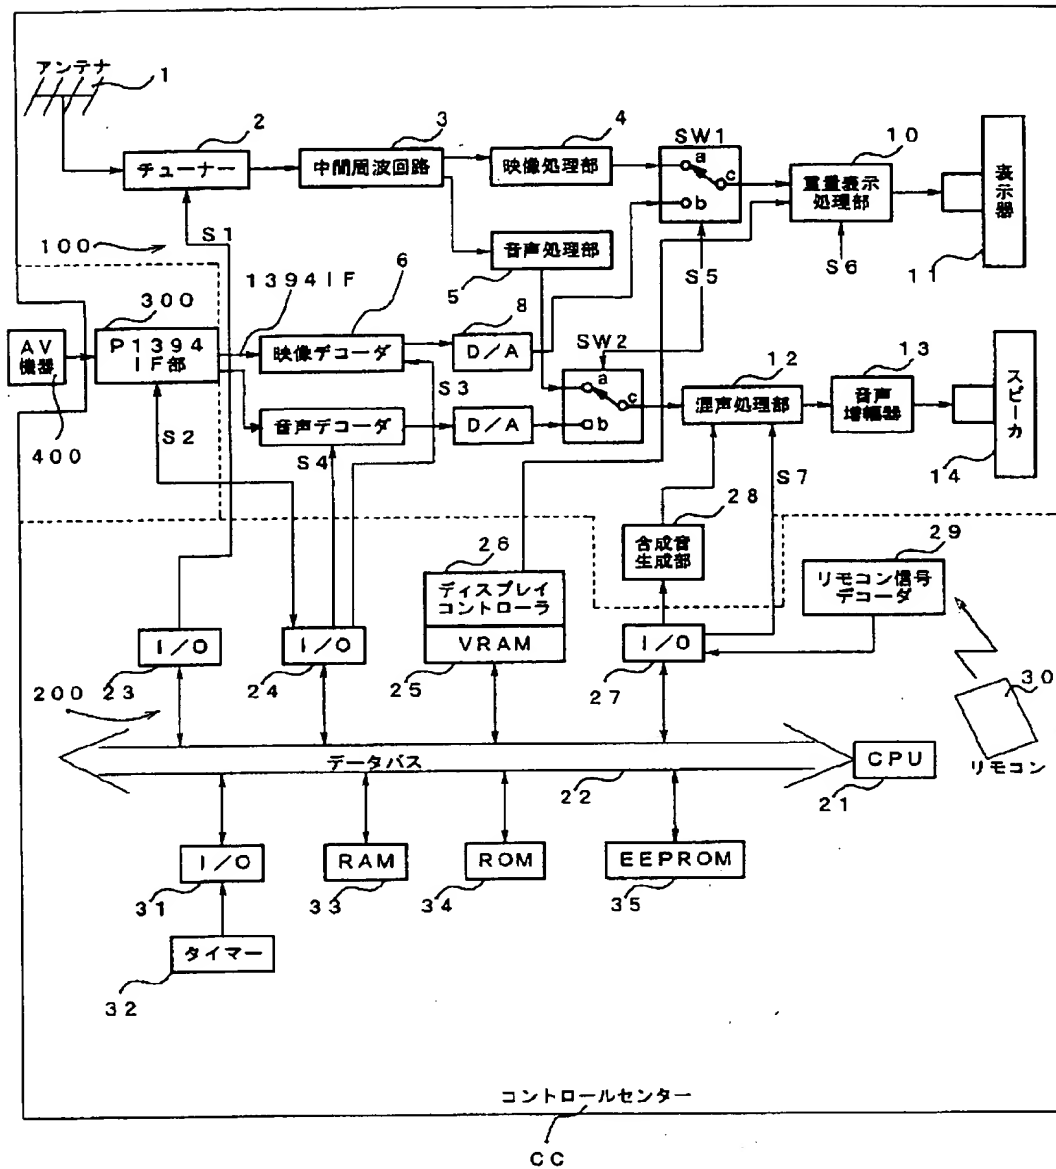 アンテナ
1
2
3
4
SW1
10
チューナー
中間周波回路
映像処理部
a
c
b
重量表示
処理部
表示器
S1
音声処理部
5
S5
S6
11
100
1394IF
6
8
300
AV
機器
P1394
IF部
映像デコーダ
D/A
SW2
a
c
b
12
13
混声処理部
音声
増幅器
スピーカ
S3
音声デコーダ
D/A
400
S2
S4
14
S7
28
26
合成音
生成部
29
ディスプレイ
コントローラ
リモコン信号
デコーダ
I/O
I/O
VRAM
I/O
23
24
25
27
30
200
リモコン
データバス
22
CPU
21
I/O
RAM
ROM
EEPROM
31
33
34
35
タイマー
32
コントロールセンター
CC